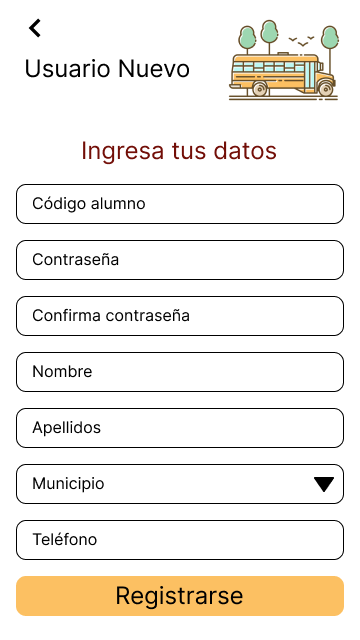 Usuario Nuevo
Ingresa tus datos
Código alumno
Contraseña
Confirma contraseña
Nombre
Apellidos
Municipio
Teléfono
Registrarse